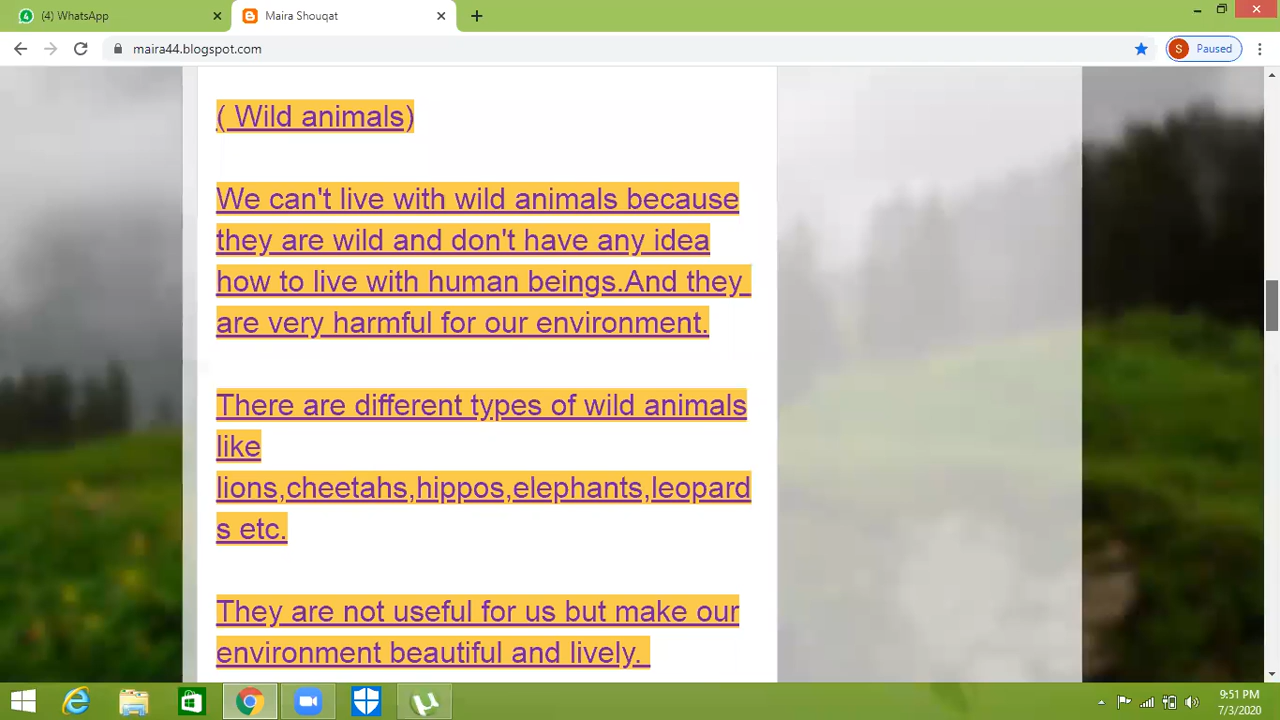 (4) WhatsApp
Maira Shouqat
maira44.blogspot.com
S Paused
( Wild animals)
We can't live with wild animals because
they are wild and don't have any idea
how to live with human beings.And they
are very harmful for our environment.
There are different types of wild animals
like
lions,cheetahs,hippos,elephants,leopard
s etc.
They are not useful for us but make our
environment beautiful and lively.
9:51 PM
7/3/2020